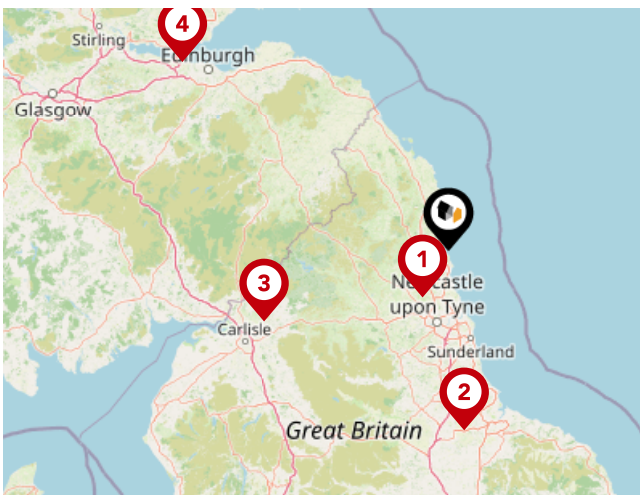 4
Stirling
Edinburgh
Glasgow
1
3
Newcastle
upon Tyne
Carlisle
Sunderland
2
Great Britain